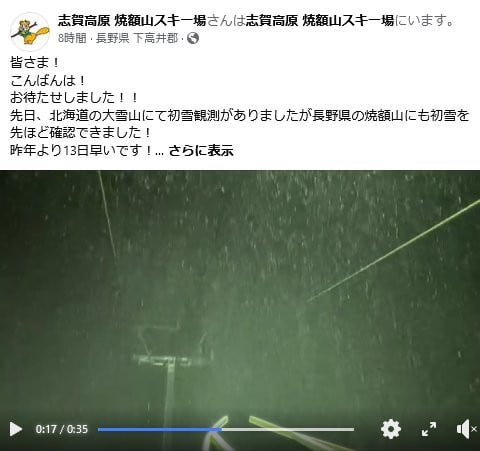 志賀高原 焼額山スキー場さんは志賀高原 焼額山スキー場にいます。
8時間・長野県 下高井郡・
皆さま！
こんばんは！
お待たせしました！！
先日、北海道の大雪山にて初雪観測がありましたが長野県の焼額山にも初雪を
先ほど確認できました！
昨年より13日早いです！... さらに表示
0:17 / 0:35